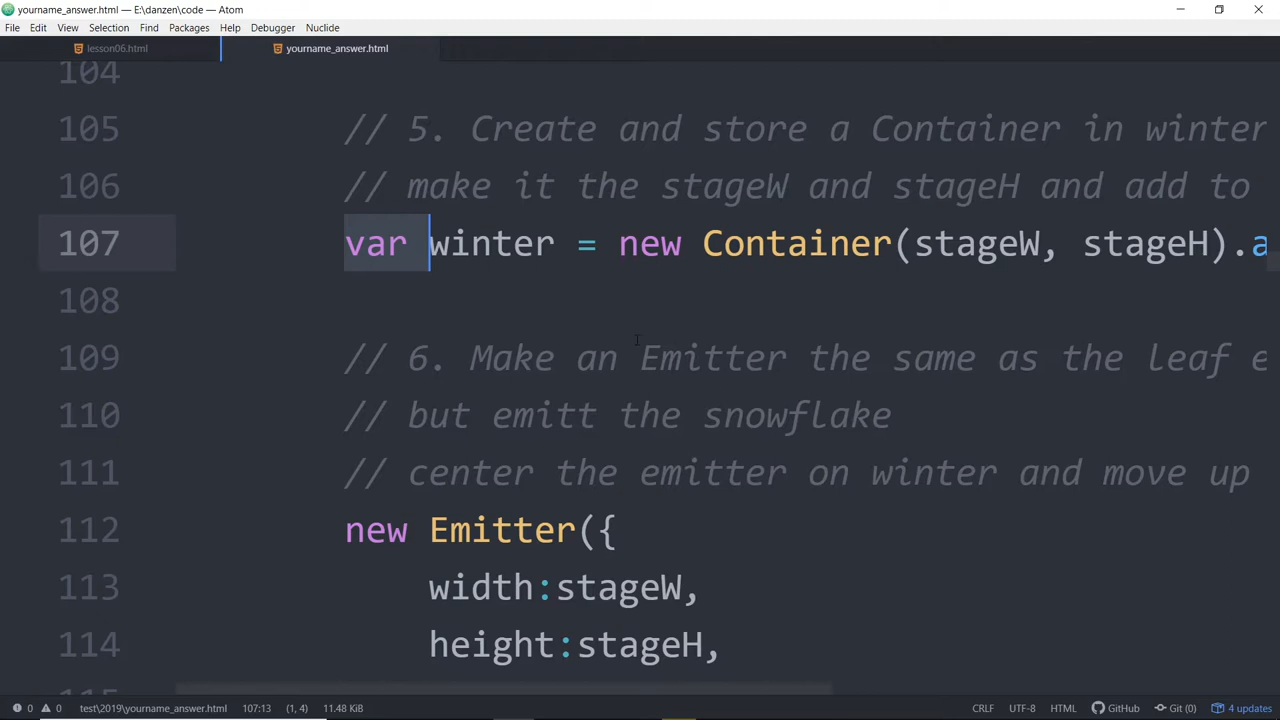 yourname_answer.html — E:\danzen\code — Atom
File Edit View Selection Find Packages Help Debugger Nuclide
lesson06.html yourname_answer.html
104
105 // 5. Create and store a Container in winter
106 // make it the stageW and stageH and add to
107 var winter = new Container(stageW, stageH).a
108
109 // 6. Make an Emitter the same as the leaf e
110 // but emitt the snowflake
111 // center the emitter on winter and move up
112 new Emitter({
113 width:stageW,
114 height:stageH,
115
0 0 test\2019\yourname_answer.html 107:13 (1, 4) 11.48 KiB CRLF UTF-8 HTML GitHub Git (0) 4 updates